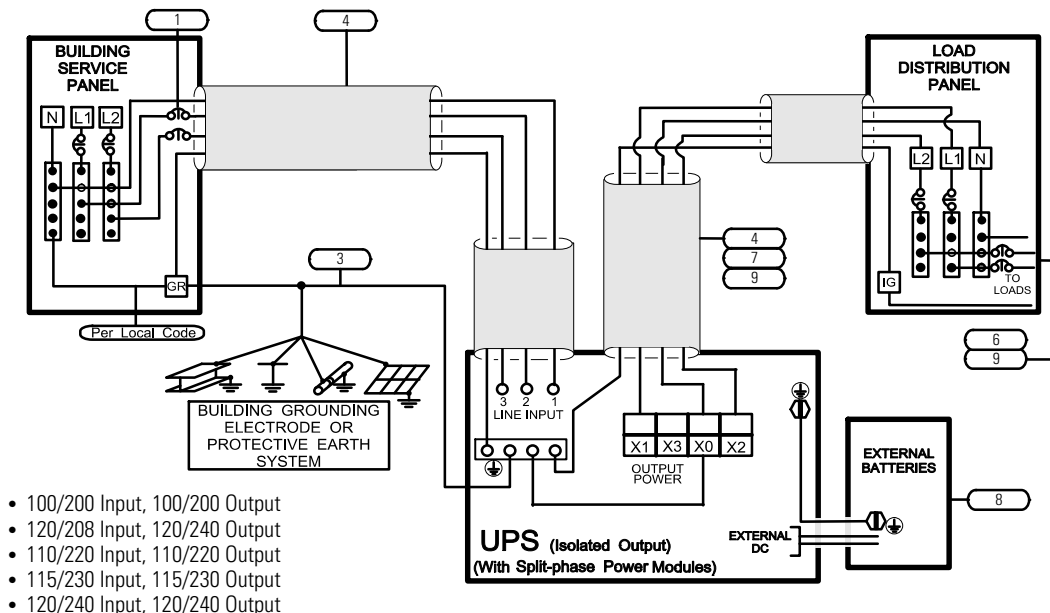 1
4
BUILDING
SERVICE
PANEL
N L1 L2
LOAD
DISTRIBUTION
PANEL
L2 L1 N
4
7
9
3
GR
IG
TO
LOADS
Per Local Code
6
9
3 2 1
LINE INPUT
BUILDING GROUNDING
ELECTRODE OR
PROTECTIVE EARTH
SYSTEM
X1 X3 X0 X2
OUTPUT
POWER
EXTERNAL
BATTERIES
8
UPS (Isolated Output)
(With Split-phase Power Modules)
EXTERNAL
DC
• 100/200 Input, 100/200 Output
• 120/208 Input, 120/240 Output
• 110/220 Input, 110/220 Output
• 115/230 Input, 115/230 Output
• 120/240 Input, 120/240 Output